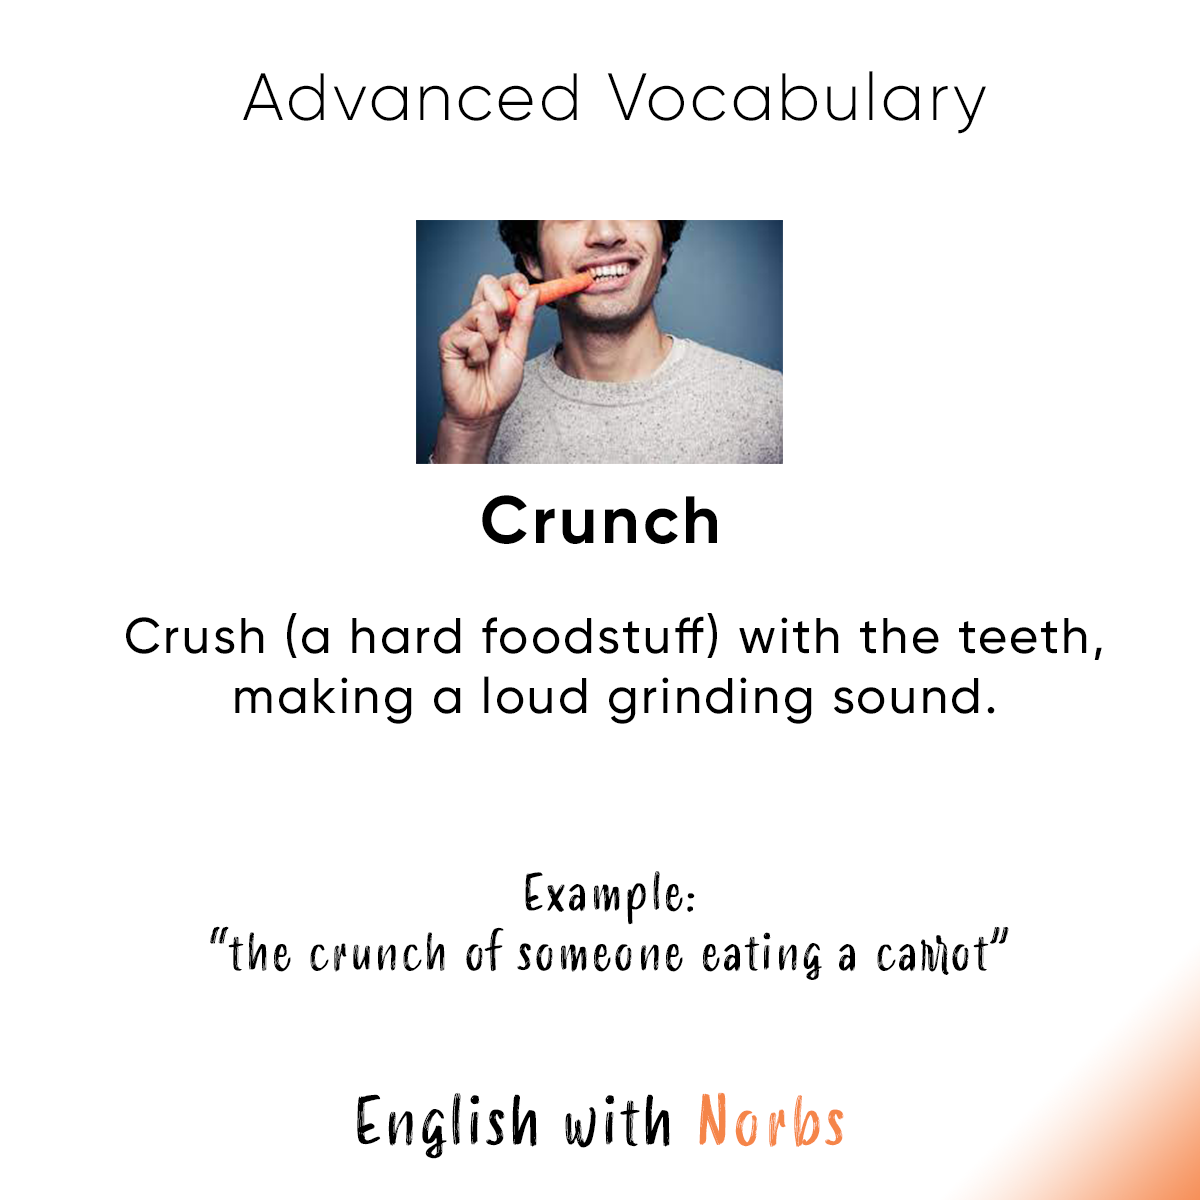 Advanced Vocabulary
Crunch
Crush (a hard foodstuff) with the teeth,
making a loud grinding sound.
Example:
“the crunch of someone eating a carrot”
English with Norbs